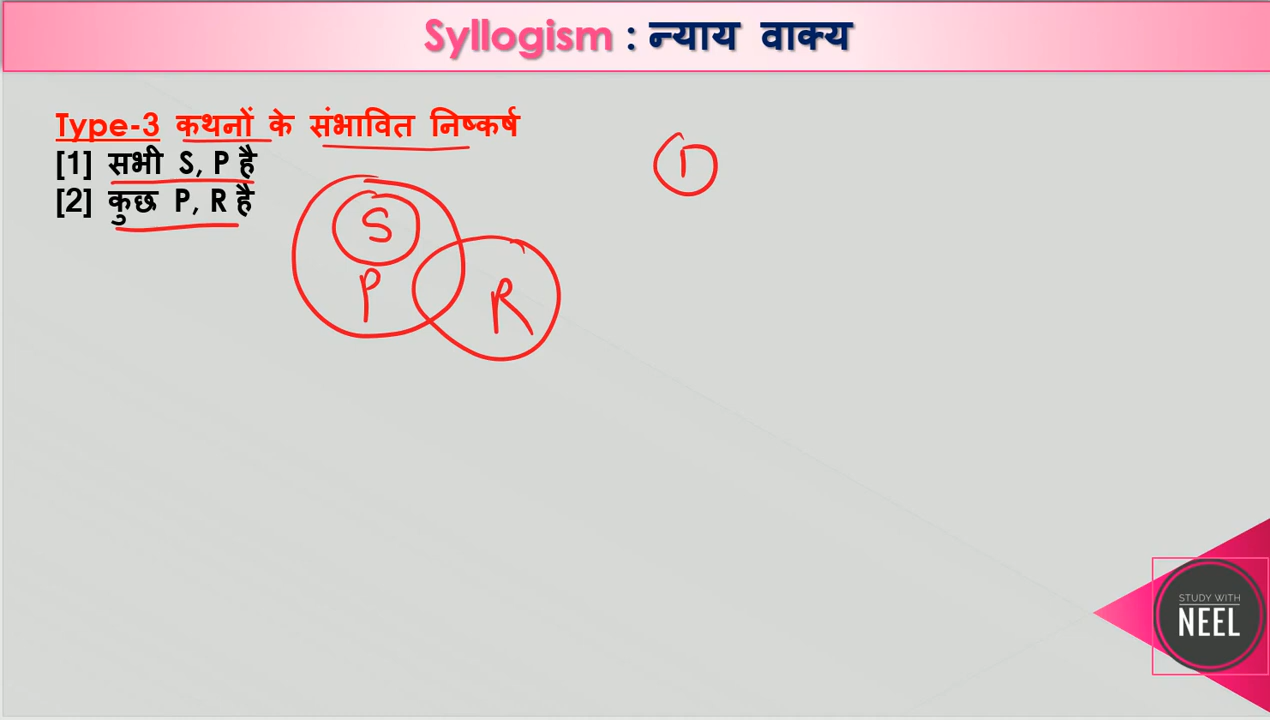 Syllogism : न्याय वाक्य
Type-3 कथनों के संभावित निष्कर्ष
[1] सभी S, P है
[2] कुछ P, R है
S
P
R
1
STUDY WITH
NEEL